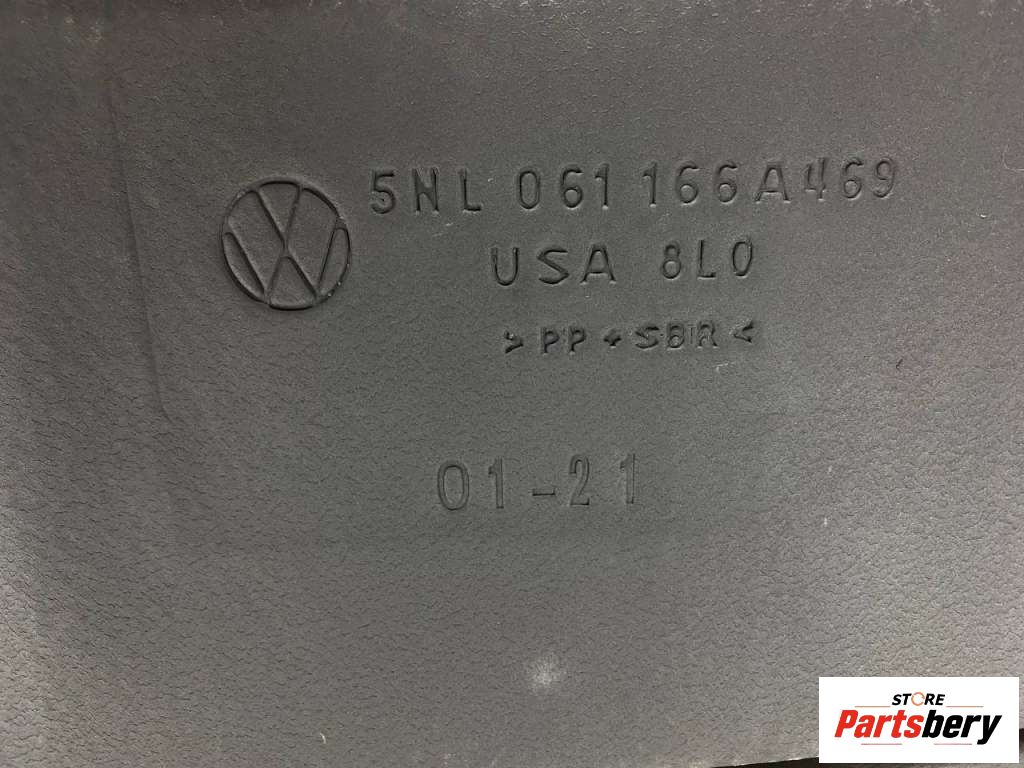 5NL 061 166A469
USA 8L0
>PP+SBR<
01-21
STORE
Partsbery